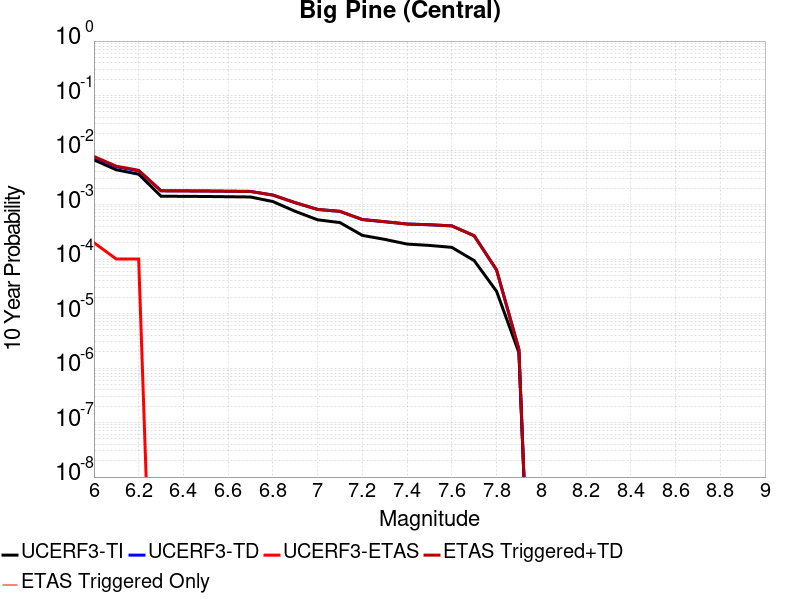 Big Pine (Central)
10^0
10^-1
10^-2
10^-3
10^-4
10^-5
10^-6
10^-7
10^-8
10 Year Probability
6 6.2 6.4 6.6 6.8 7 7.2 7.4 7.6 7.8 8 8.2 8.4 8.6 8.8 9
Magnitude
UCERF3-TI UCERF3-TD UCERF3-ETAS ETAS Triggered+TD
ETAS Triggered Only